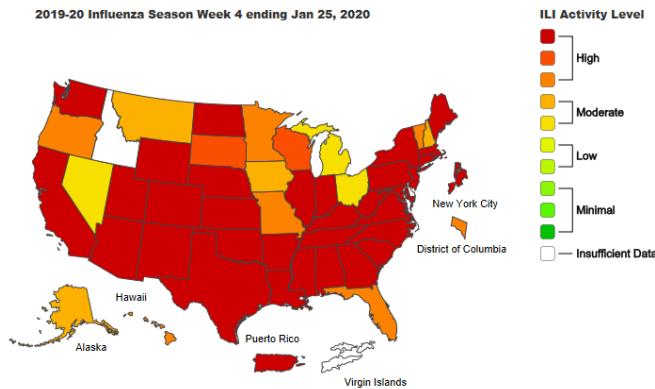 2019-20 Influenza Season Week 4 ending Jan 25, 2020
ILI Activity Level
High
Moderate
Low
Minimal
Insufficient Data
New York City
District of Columbia
Hawaii
Alaska
Puerto Rico
Virgin Islands